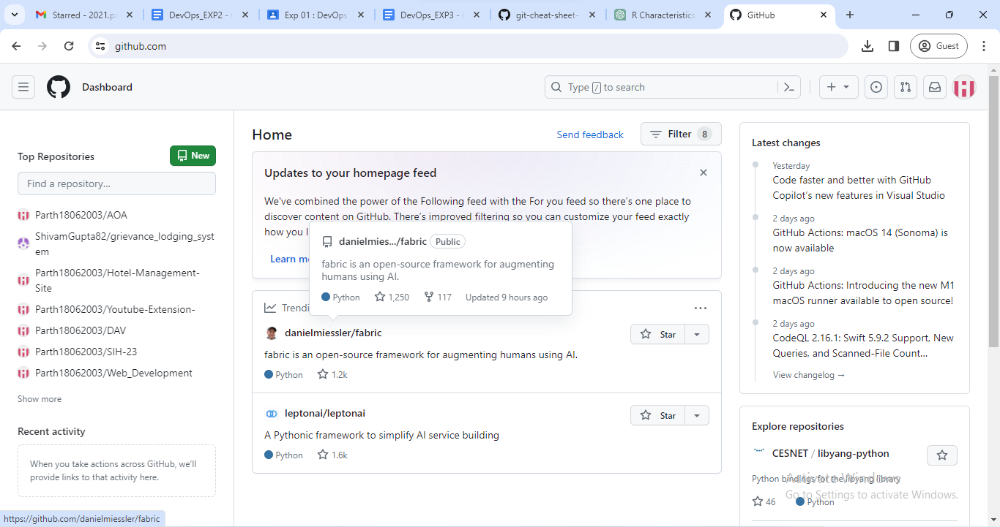 Starred - 2021.pa
DevOps_EXP2 -
Exp 01 : DevOps
DevOps_EXP3 -
git-cheat-sheet-
R Characteristics
GitHub
github.com
Guest
Dashboard
Type / to search
Top Repositories
New
Find a repository...
Parth18062003/AOA
ShivamGupta82/grievance_lodging_syst
em
Parth18062003/Hotel-Management-
Site
Parth18062003/Youtube-Extension-
Parth18062003/DAV
Parth18062003/SIH-23
Parth18062003/Web_Development
Show more
Recent activity
When you take actions across GitHub, we'll
provide links to that activity here.
https://github.com/danielmiessler/fabric
Home
Send feedback
Filter 8
Updates to your homepage feed
We've combined the power of the Following feed with the For you feed so there's one place to
discover content on GitHub. There's improved filtering so you can customize your feed exactly
how you l
Learn mo
danielmies.../fabric Public
fabric is an open-source framework for augmenting
humans using AI.
Python 1,250 117 Updated 9 hours ago
Trendi
danielmiessler/fabric
Star
fabric is an open-source framework for augmenting humans using AI.
Python 1.2k
leptonai/leptonai
Star
A Pythonic framework to simplify AI service building
Python 1.6k
Latest changes
Yesterday
Code faster and better with GitHub
Copilot's new features in Visual Studio
2 days ago
GitHub Actions: macOS 14 (Sonoma) is
now available
2 days ago
GitHub Actions: Introducing the new M1
macOS runner available to open source!
2 days ago
CodeQL 2.16.1: Swift 5.9.2 Support, New
Queries, and Scanned-File Count...
View changelog →
Explore repositories
CESNET / libyang-python
Python bindings for the libyang library
46 Python
Activate Windows
Go to Settings to activate Windows.